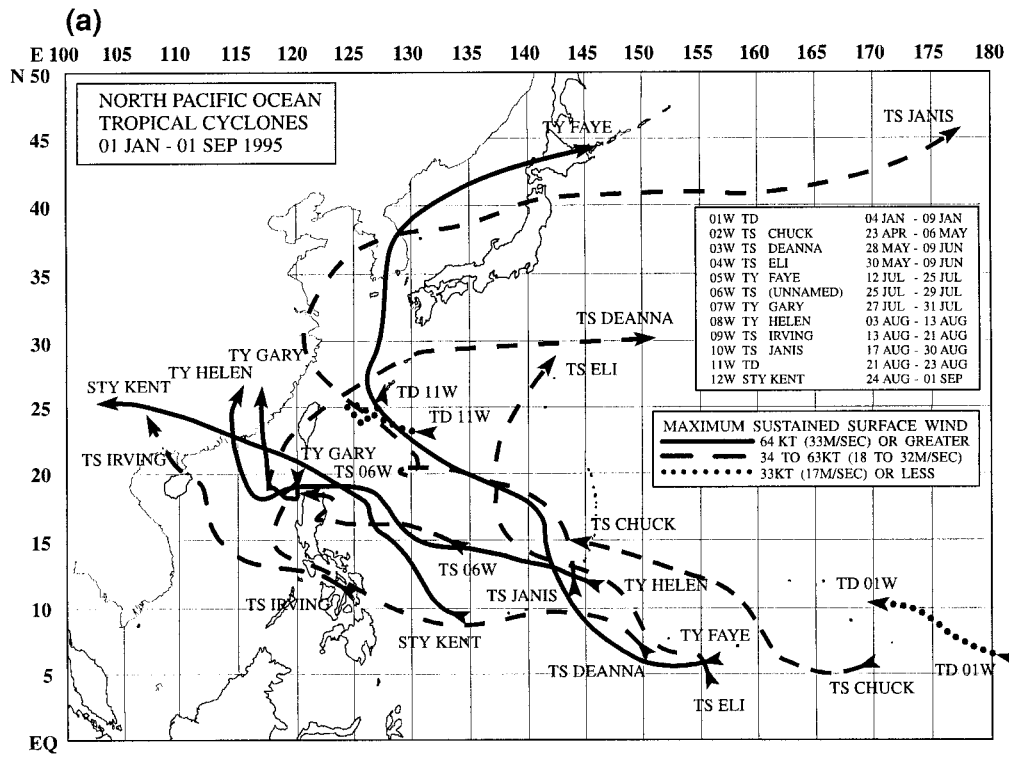 (a)
E 100 105 110 115 120 125 130 135 140 145 150 155 160 165 170 175 180
N 50
45
40
35
30
25
20
15
10
5
EQ
NORTH PACIFIC OCEAN
TROPICAL CYCLONES
01 JAN - 01 SEP 1995
TY FAYE
TS JANIS
01W TD 04 JAN - 09 JAN
02W TS CHUCK 23 APR - 06 MAY
03W TS DEANNA 28 MAY - 09 JUN
04W TS ELI 30 MAY - 09 JUN
05W TY FAYE 12 JUL - 25 JUL
06W TS (UNNAMED) 25 JUL - 29 JUL
07W TY GARY 27 JUL - 31 JUL
08W TY HELEN 03 AUG - 13 AUG
09W TS IRVING 13 AUG - 21 AUG
10W TS JANIS 17 AUG - 30 AUG
11W TD 21 AUG - 23 AUG
12W STY KENT 24 AUG - 01 SEP
TS DEANNA
TY GARY
TY HELEN
TS ELI
STY KENT
TD 11W
TD 11W
MAXIMUM SUSTAINED SURFACE WIND
64 KT (33M/SEC) OR GREATER
34 TO 63KT (18 TO 32M/SEC)
33KT (17M/SEC) OR LESS
TY GARY
TS IRVING
TS 06W
TS CHUCK
TS 06W
TY HELEN
TD 01W
TS JANIS
TS IRVING
STY KENT
TY FAYE
TS DEANNA
TD 01W
TS CHUCK
TS ELI